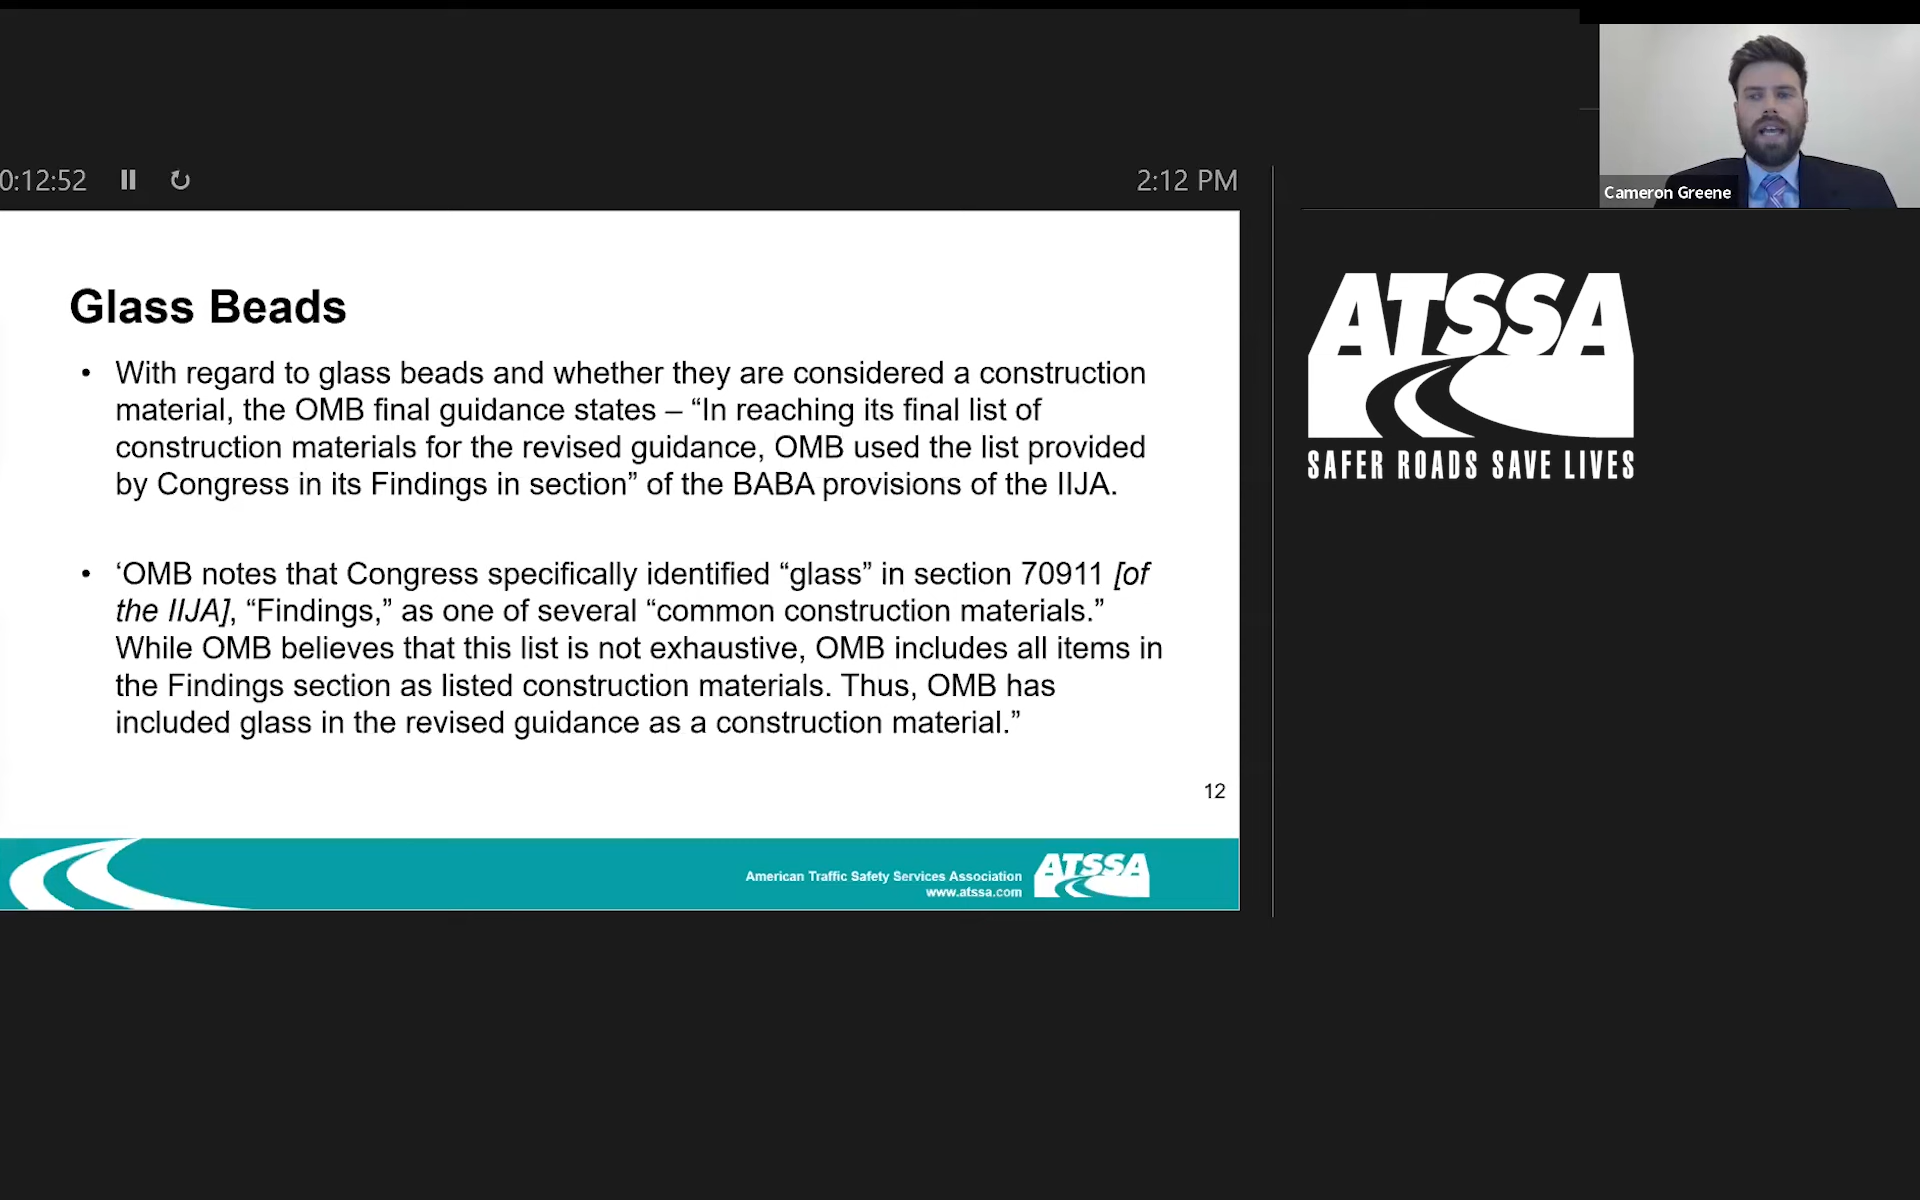 0:12:52
2:12 PM
Cameron Greene
Glass Beads
• With regard to glass beads and whether they are considered a construction
material, the OMB final guidance states – “In reaching its final list of
construction materials for the revised guidance, OMB used the list provided
by Congress in its Findings in section” of the BABA provisions of the IIJA.
• ‘OMB notes that Congress specifically identified “glass” in section 70911 [of
the IIJA], “Findings,” as one of several “common construction materials.”
While OMB believes that this list is not exhaustive, OMB includes all items in
the Findings section as listed construction materials. Thus, OMB has
included glass in the revised guidance as a construction material.”
12
American Traffic Safety Services Association
www.atssa.com
ATSSA
ATSSA
SAFER ROADS SAVE LIVES